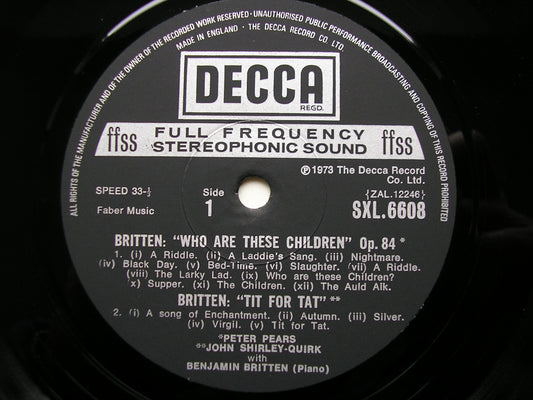 ALL RIGHTS OF THE MANUFACTURER AND OF THE OWNER OF THE RECORDED WORK RESERVED · UNAUTHORISED PUBLIC PERFORMANCE BROADCASTING AND COPYING OF THIS RECORD PROHIBITED
MADE IN ENGLAND · THE DECCA RECORD CO. LTD.
DECCA
REGD.
ffss FULL FREQUENCY ffss
STEREOPHONIC SOUND
℗1973 The Decca Record
Co. Ltd.
SPEED 33-⅓ Side {ZAL.12246}
Faber Music 1 SXL.6608
BRITTEN: "WHO ARE THESE CHILDREN" Op. 84 *
1. (i) A Riddle. (ii) A Laddie's Sang. (iii) Nightmare.
(iv) Black Day. (v) Bed-Time. (vi) Slaughter. (vii) A Riddle.
(viii) The Larky Lad. (ix) Who are these Children?
(x) Supper. (xi) The Children. (xii) The Auld Aik.
BRITTEN: "TIT FOR TAT" **
2. (i) A song of Enchantment. (ii) Autumn. (iii) Silver.
(iv) Virgil. (v) Tit for Tat.
*PETER PEARS
**JOHN SHIRLEY-QUIRK
with
BENJAMIN BRITTEN (Piano)